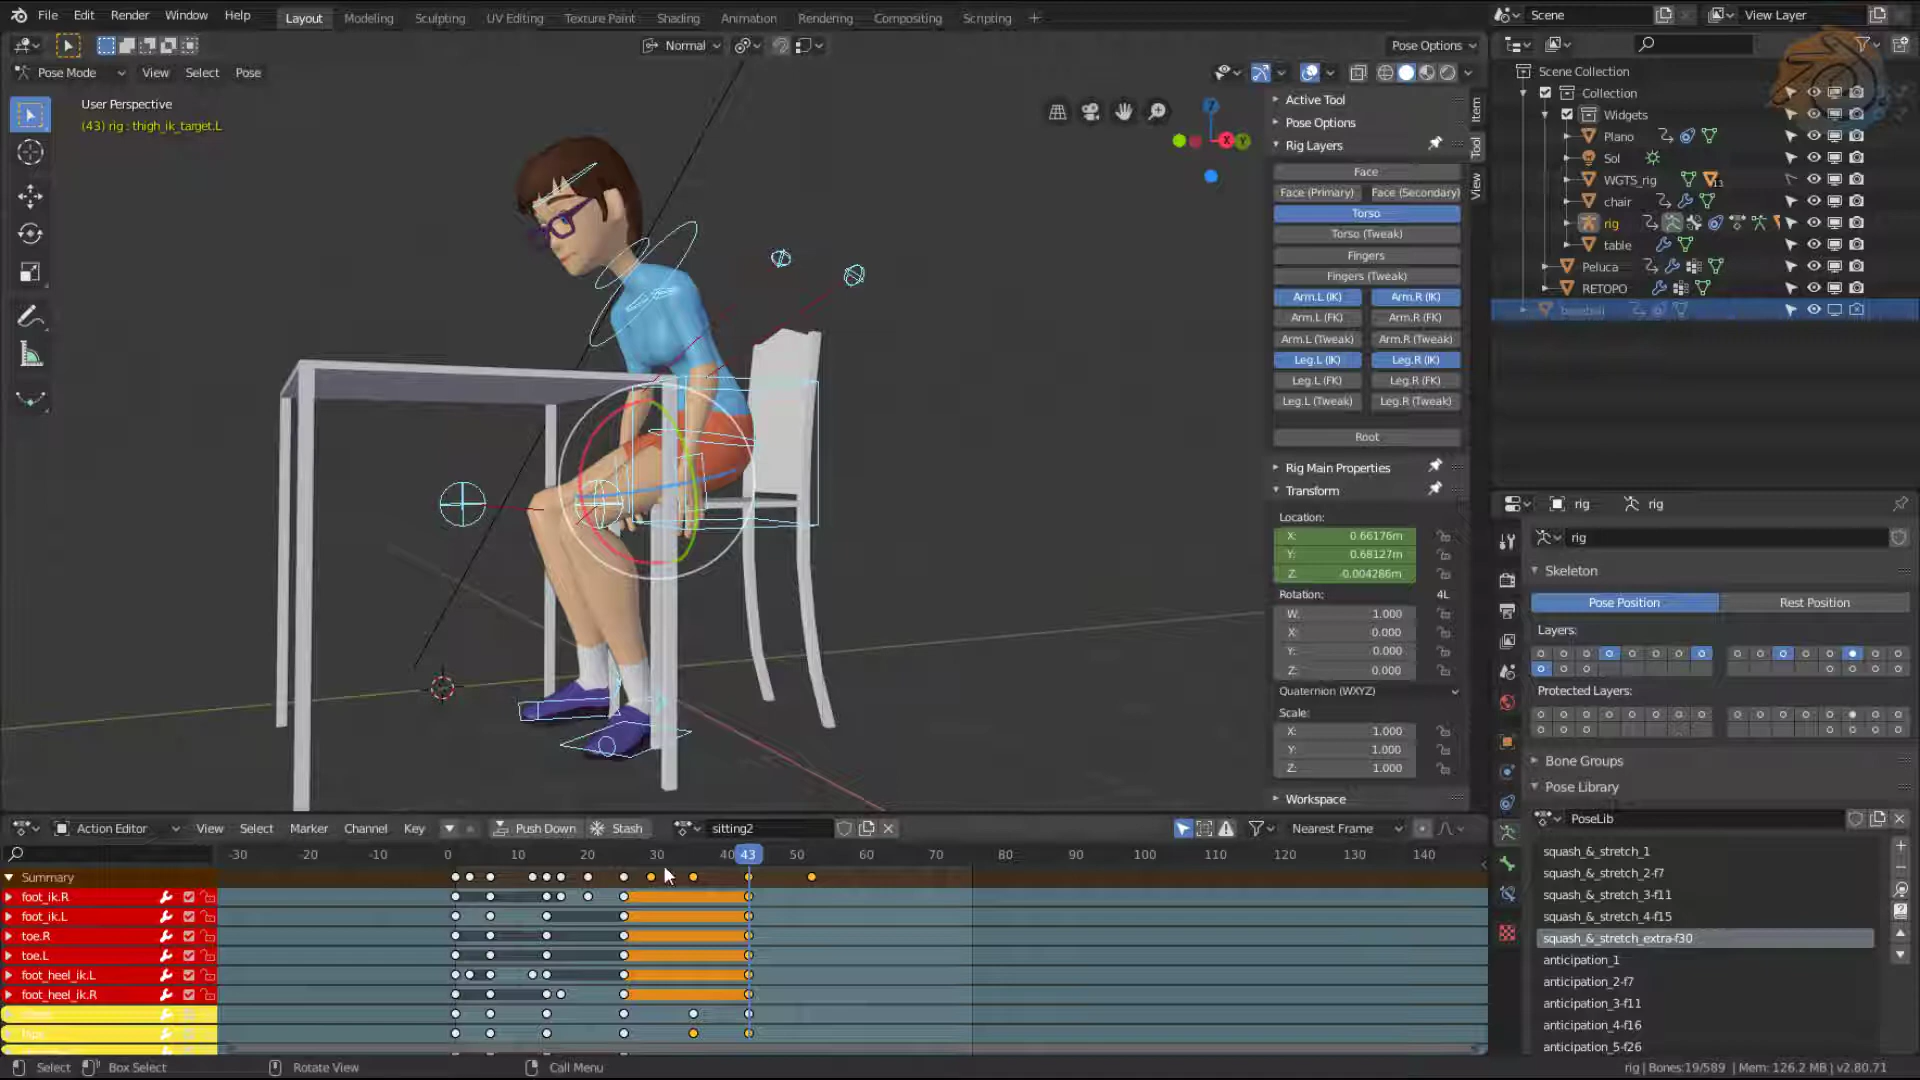 File Edit Render Window Help Layout Modeling Sculpting UV Editing Texture Paint Shading Animation Rendering Compositing Scripting + Scene View Layer
Normal Pose Options
Pose Mode View Select Pose
User Perspective
(43) rig : thigh_ik_target.L
Active Tool
Pose Options
Rig Layers
Face
Face (Primary) Face (Secondary)
Torso
Torso (Tweak)
Fingers
Fingers (Tweak)
Arm.L (IK) Arm.R (IK)
Arm.L (FK) Arm.R (FK)
Arm.L (Tweak) Arm.R (Tweak)
Leg.L (IK) Leg.R (IK)
Leg.L (FK) Leg.R (FK)
Leg.L (Tweak) Leg.R (Tweak)
Root
Rig Main Properties
Transform
Location:
X: 0.66176m
Y: 0.68127m
Z: -0.004286m
Rotation: 4L
W: 1.000
X: 0.000
Y: 0.000
Z: 0.000
Quaternion (WXYZ)
Scale:
X: 1.000
Y: 1.000
Z: 1.000
Workspace
Item
Tool
View
Z
X
Y
Scene Collection
Collection
Widgets
Plano
Sol
WGTS_rig 13
chair
rig
table
Peluca
RETOPO
baseball
rig rig
rig
Skeleton
Pose Position Rest Position
Layers:
Protected Layers:
Bone Groups
Pose Library
PoseLib
squash_&_stretch_1
squash_&_stretch_2-f7
squash_&_stretch_3-f11
squash_&_stretch_4-f15
squash_&_stretch_extra-f30
anticipation_1
anticipation_2-f7
anticipation_3-f11
anticipation_4-f16
anticipation_5-f26
Action Editor View Select Marker Channel Key Push Down Stash sitting2 Nearest Frame
-30 -20 -10 0 10 20 30 40 43 50 60 70 80 90 100 110 120 130 140
Summary
foot_ik.R
foot_ik.L
toe.R
toe.L
foot_heel_ik.L
foot_heel_ik.R
Select Box Select Rotate View Call Menu rig | Bones:19/589 | Mem: 126.2 MB | v2.80.71